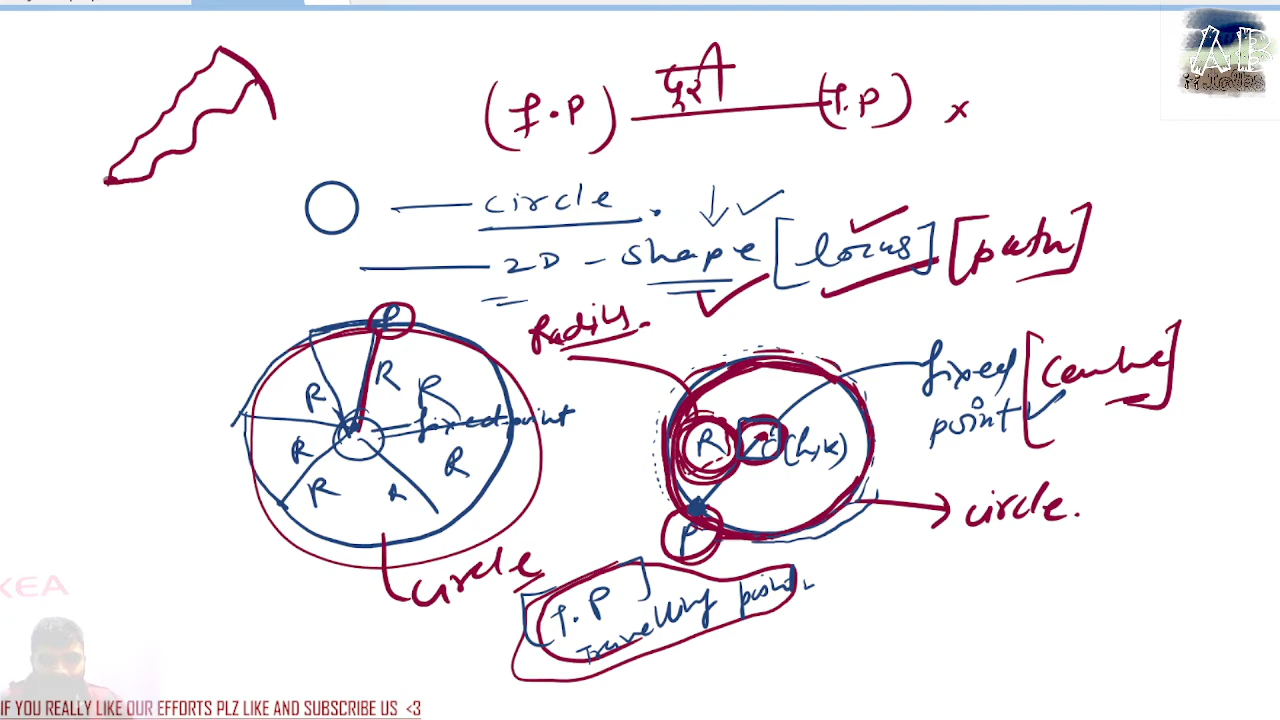 (f.P) दूरी (T.P) x
circle.
2D - shape [locus] [path]
Radius.
P
R R R R R R R
fixed point
circle
fixed point [centre]
R C (h,k)
P
circle.
T.P
Travelling point.
AB
IF YOU REALLY LIKE OUR EFFORTS PLZ LIKE AND SUBSCRIBE US <3